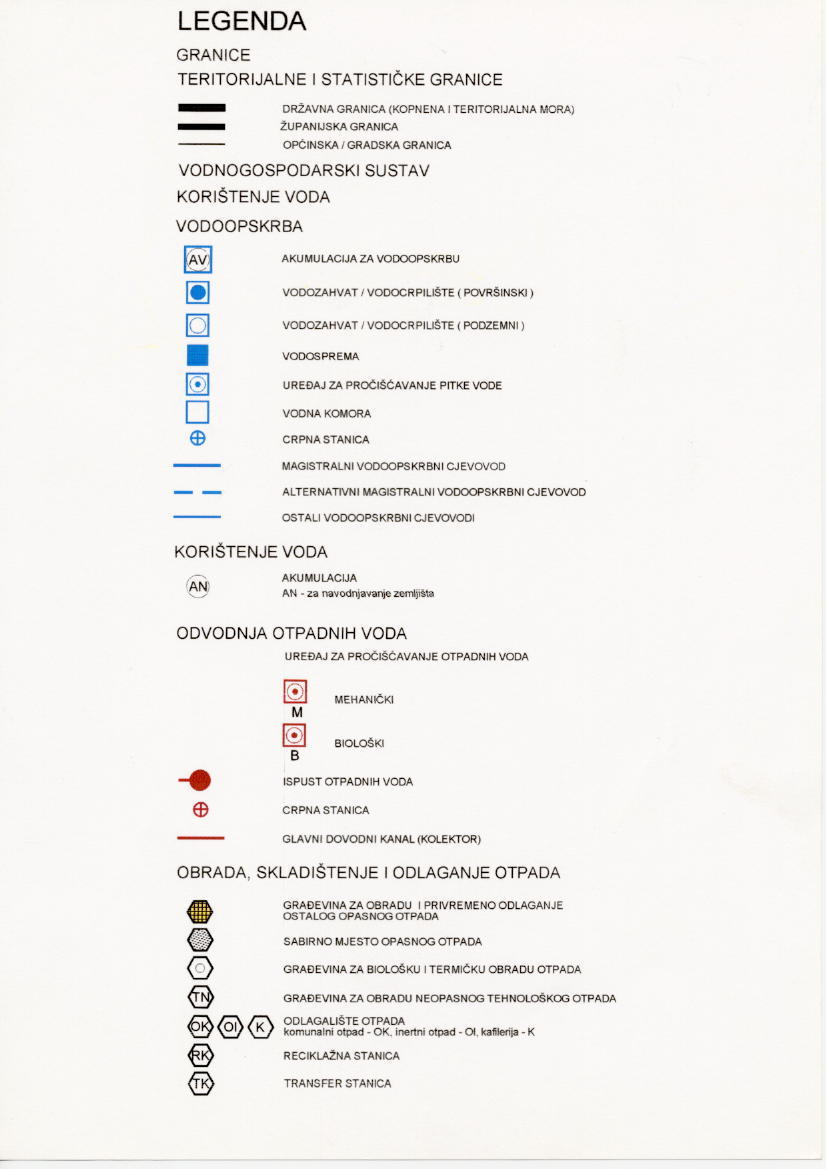 LEGENDA
GRANICE
TERITORIJALNE I STATISTIČKE GRANICE
DRŽAVNA GRANICA (KOPNENA I TERITORIJALNA MORA)
ŽUPANIJSKA GRANICA
OPĆINSKA / GRADSKA GRANICA
VODNOGOSPODARSKI SUSTAV
KORIŠTENJE VODA
VODOOPSKRBA
AV AKUMULACIJA ZA VODOOPSKRBU
VODOZAHVAT / VODOCRPILIŠTE ( POVRŠINSKI )
VODOZAHVAT / VODOCRPILIŠTE ( PODZEMNI )
VODOSPREMA
UREĐAJ ZA PROČIŠĆAVANJE PITKE VODE
VODNA KOMORA
CRPNA STANICA
MAGISTRALNI VODOOPSKRBNI CJEVOVOD
ALTERNATIVNI MAGISTRALNI VODOOPSKRBNI CJEVOVOD
OSTALI VODOOPSKRBNI CJEVOVODI
KORIŠTENJE VODA
AN AKUMULACIJA
AN - za navodnjavanje zemljišta
ODVODNJA OTPADNIH VODA
UREĐAJ ZA PROČIŠĆAVANJE OTPADNIH VODA
M MEHANIČKI
B BIOLOŠKI
ISPUST OTPADNIH VODA
CRPNA STANICA
GLAVNI DOVODNI KANAL (KOLEKTOR)
OBRADA, SKLADIŠTENJE I ODLAGANJE OTPADA
GRAĐEVINA ZA OBRADU I PRIVREMENO ODLAGANJE
OSTALOG OPASNOG OTPADA
SABIRNO MJESTO OPASNOG OTPADA
GRAĐEVINA ZA BIOLOŠKU I TERMIČKU OBRADU OTPADA
TN GRAĐEVINA ZA OBRADU NEOPASNOG TEHNOLOŠKOG OTPADA
OK OI K ODLAGALIŠTE OTPADA
komunalni otpad - OK, inertni otpad - OI, kafilerija - K
RK RECIKLAŽNA STANICA
TK TRANSFER STANICA